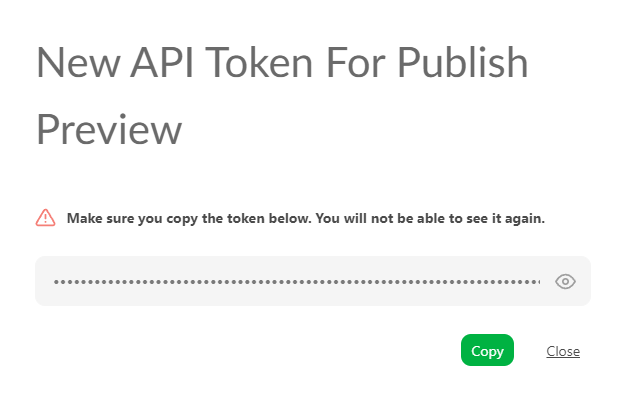 New API Token For Publish
Preview
Make sure you copy the token below. You will not be able to see it again.
Copy
Close